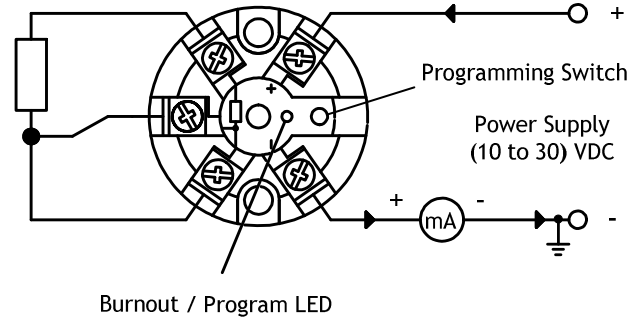 +
Programming Switch
Power Supply
(10 to 30) VDC
+
-
+ mA -
-
Burnout / Program LED